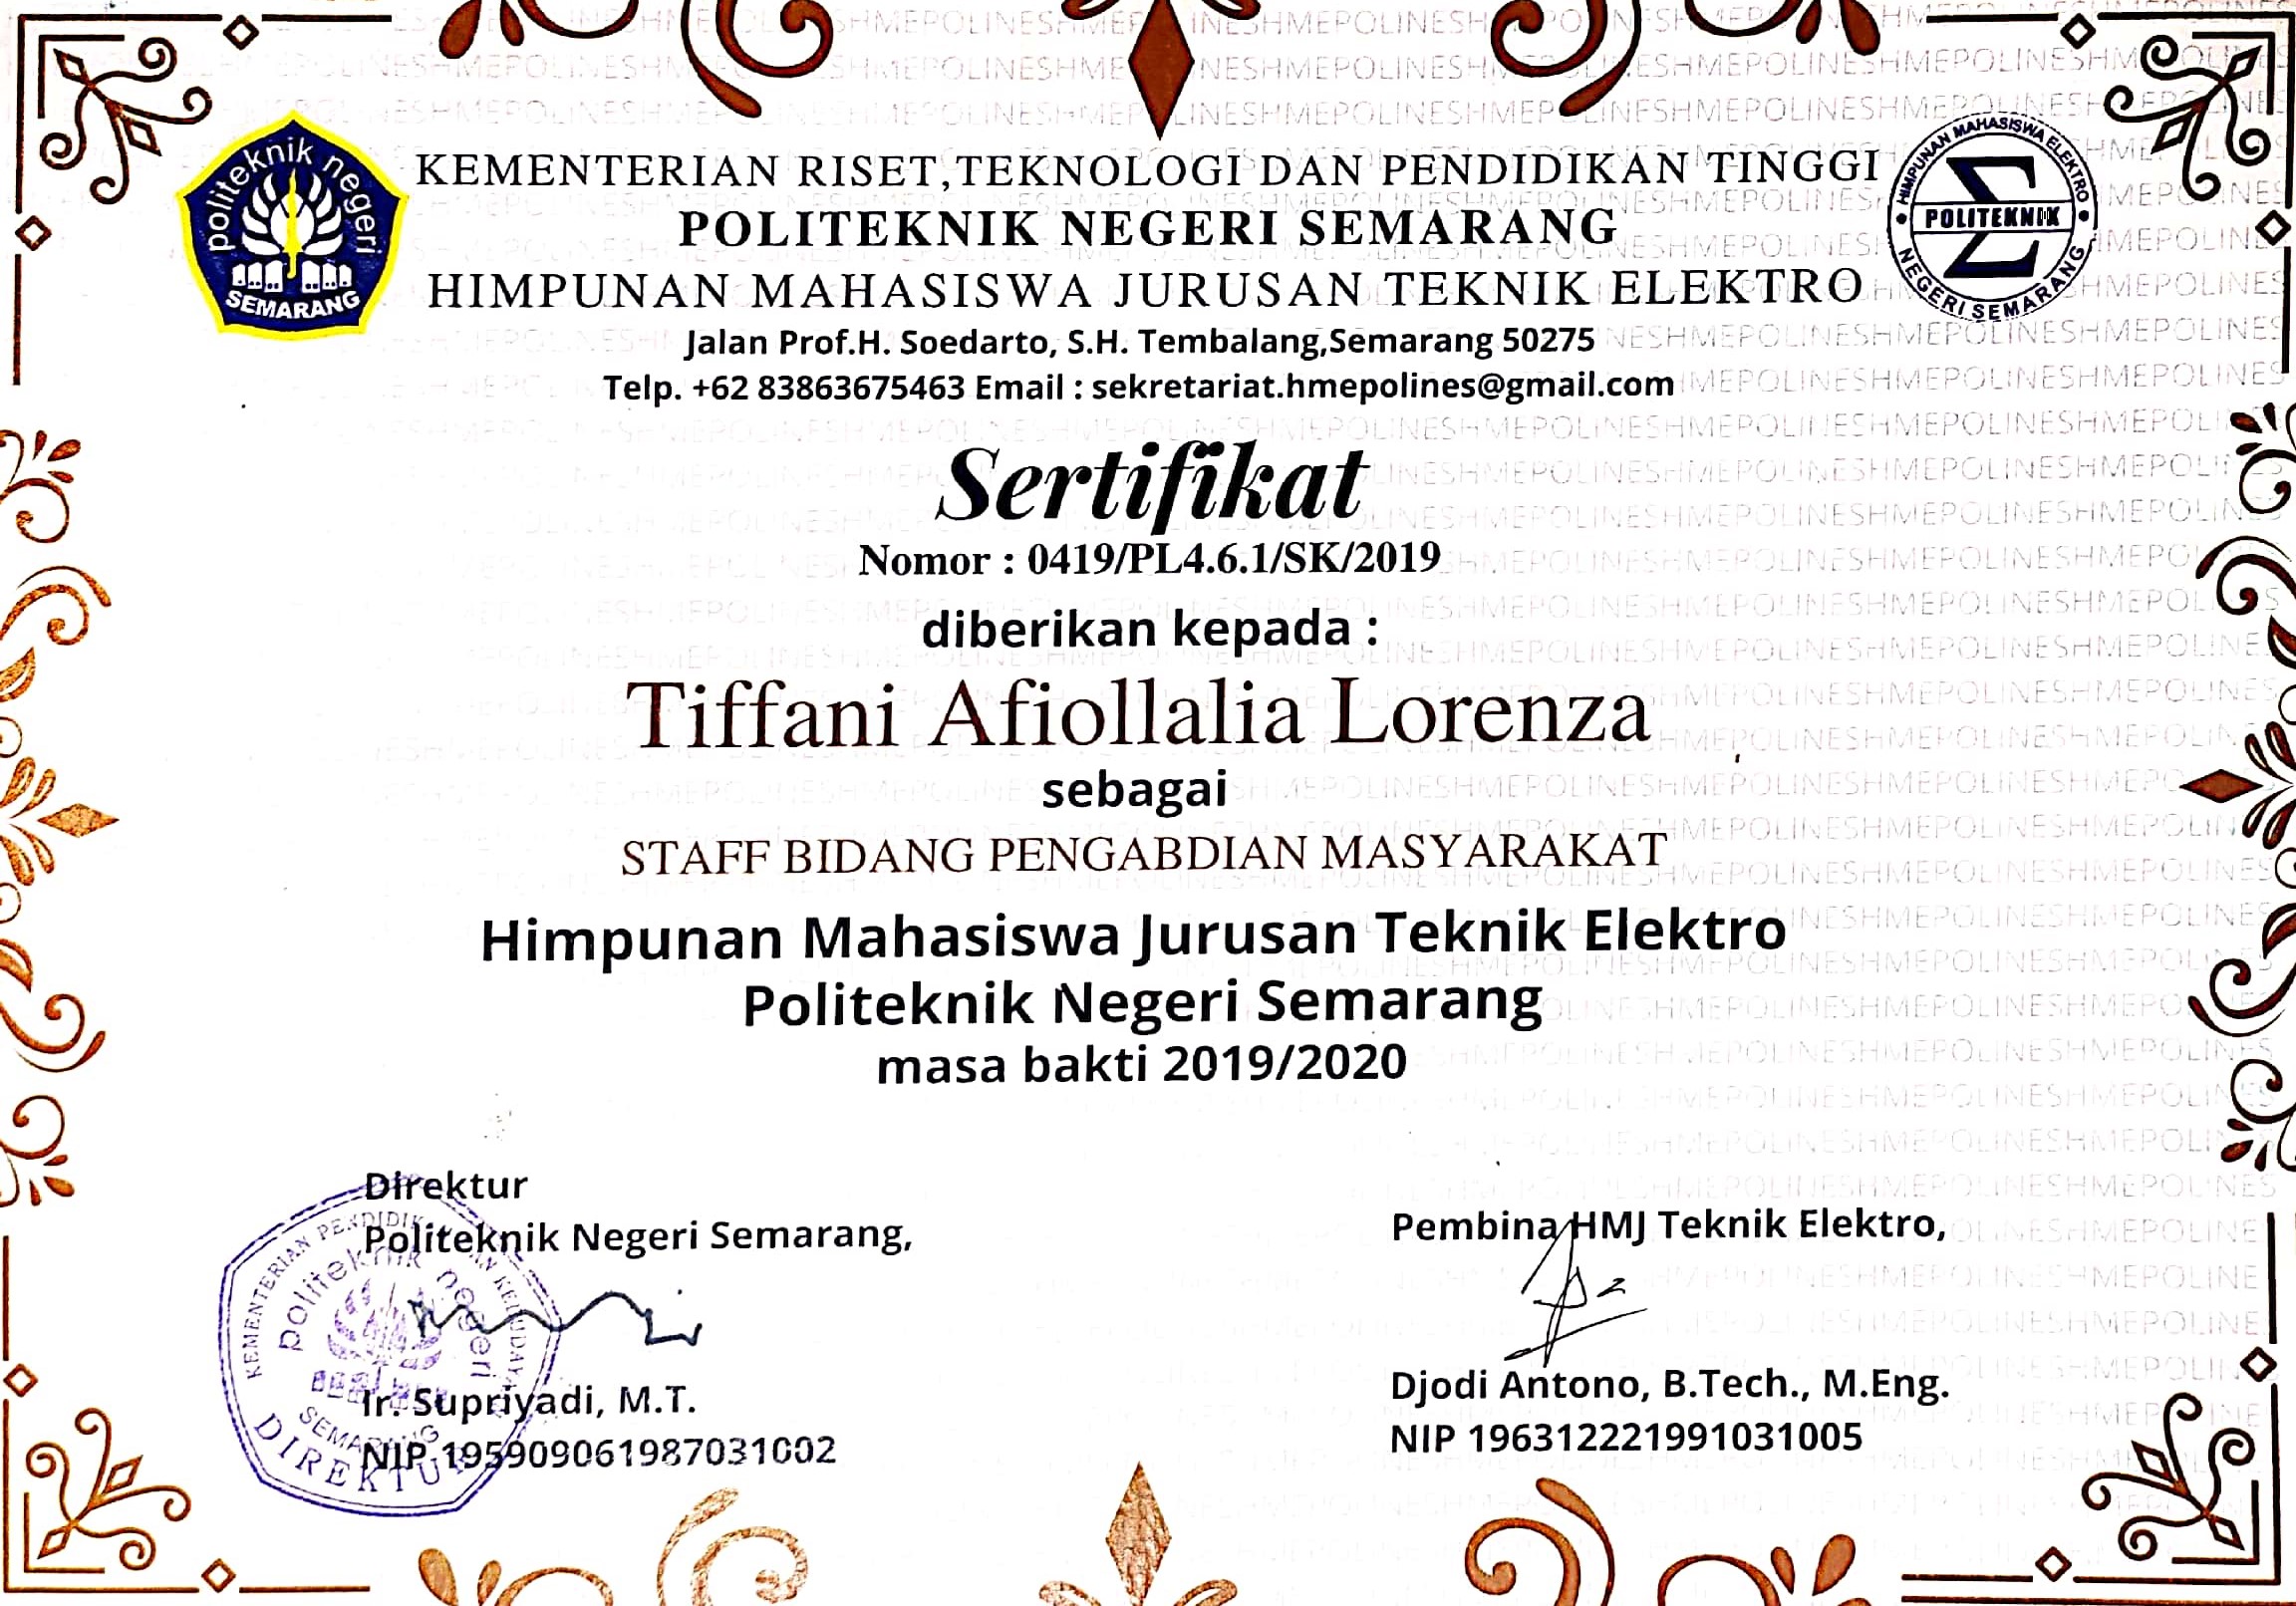 KEMENTERIAN RISET,TEKNOLOGI DAN PENDIDIKAN TINGGI
POLITEKNIK NEGERI SEMARANG
HIMPUNAN MAHASISWA JURUSAN TEKNIK ELEKTRO
Jalan Prof.H. Soedarto, S.H. Tembalang,Semarang 50275
Telp. +62 83863675463 Email : sekretariat.hmepolines@gmail.com
politeknik negeri
SEMARANG
HIMPUNAN MAHASISWA ELEKTRO
POLITEKNIK
NEGERI SEMARANG
Sertifikat
Nomor : 0419/PL4.6.1/SK/2019
diberikan kepada :
Tiffani Afiollalia Lorenza
sebagai
STAFF BIDANG PENGABDIAN MASYARAKAT
Himpunan Mahasiswa Jurusan Teknik Elektro
Politeknik Negeri Semarang
masa bakti 2019/2020
Direktur
Politeknik Negeri Semarang,
Ir. Supriyadi, M.T.
NIP 195909061987031002
politeknik negeri
SEMARANG
DIREKTUR
Pembina HMJ Teknik Elektro,
Djodi Antono, B.Tech., M.Eng.
NIP 196312221991031005